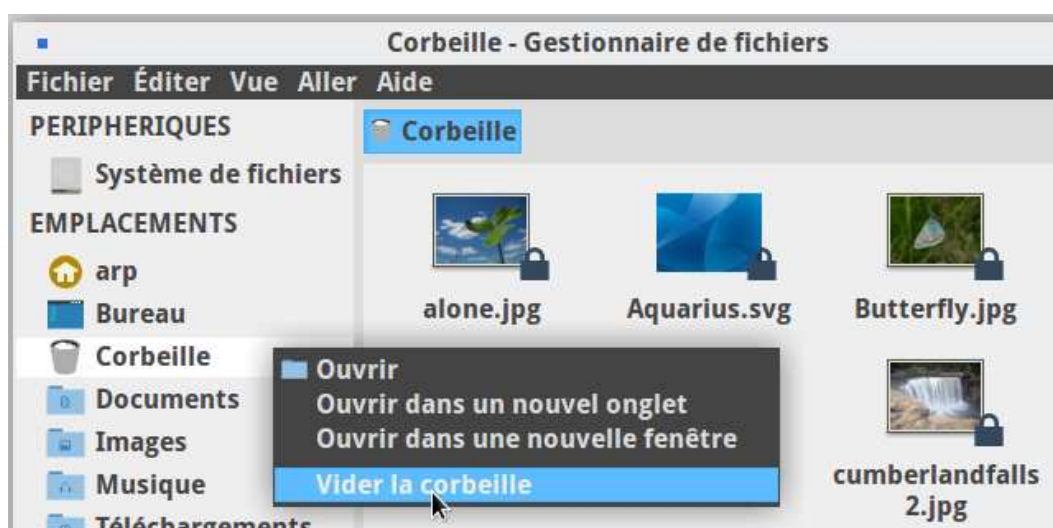 Corbeille - Gestionnaire de fichiers
Fichier Éditer Vue Aller Aide
PERIPHERIQUES
Système de fichiers
EMPLACEMENTS
arp
Bureau
Corbeille
Documents
Images
Musique
Téléchargements
Corbeille
alone.jpg
Aquarius.svg
Butterfly.jpg
cumberlandfalls
2.jpg
Ouvrir
Ouvrir dans un nouvel onglet
Ouvrir dans une nouvelle fenêtre
Vider la corbeille